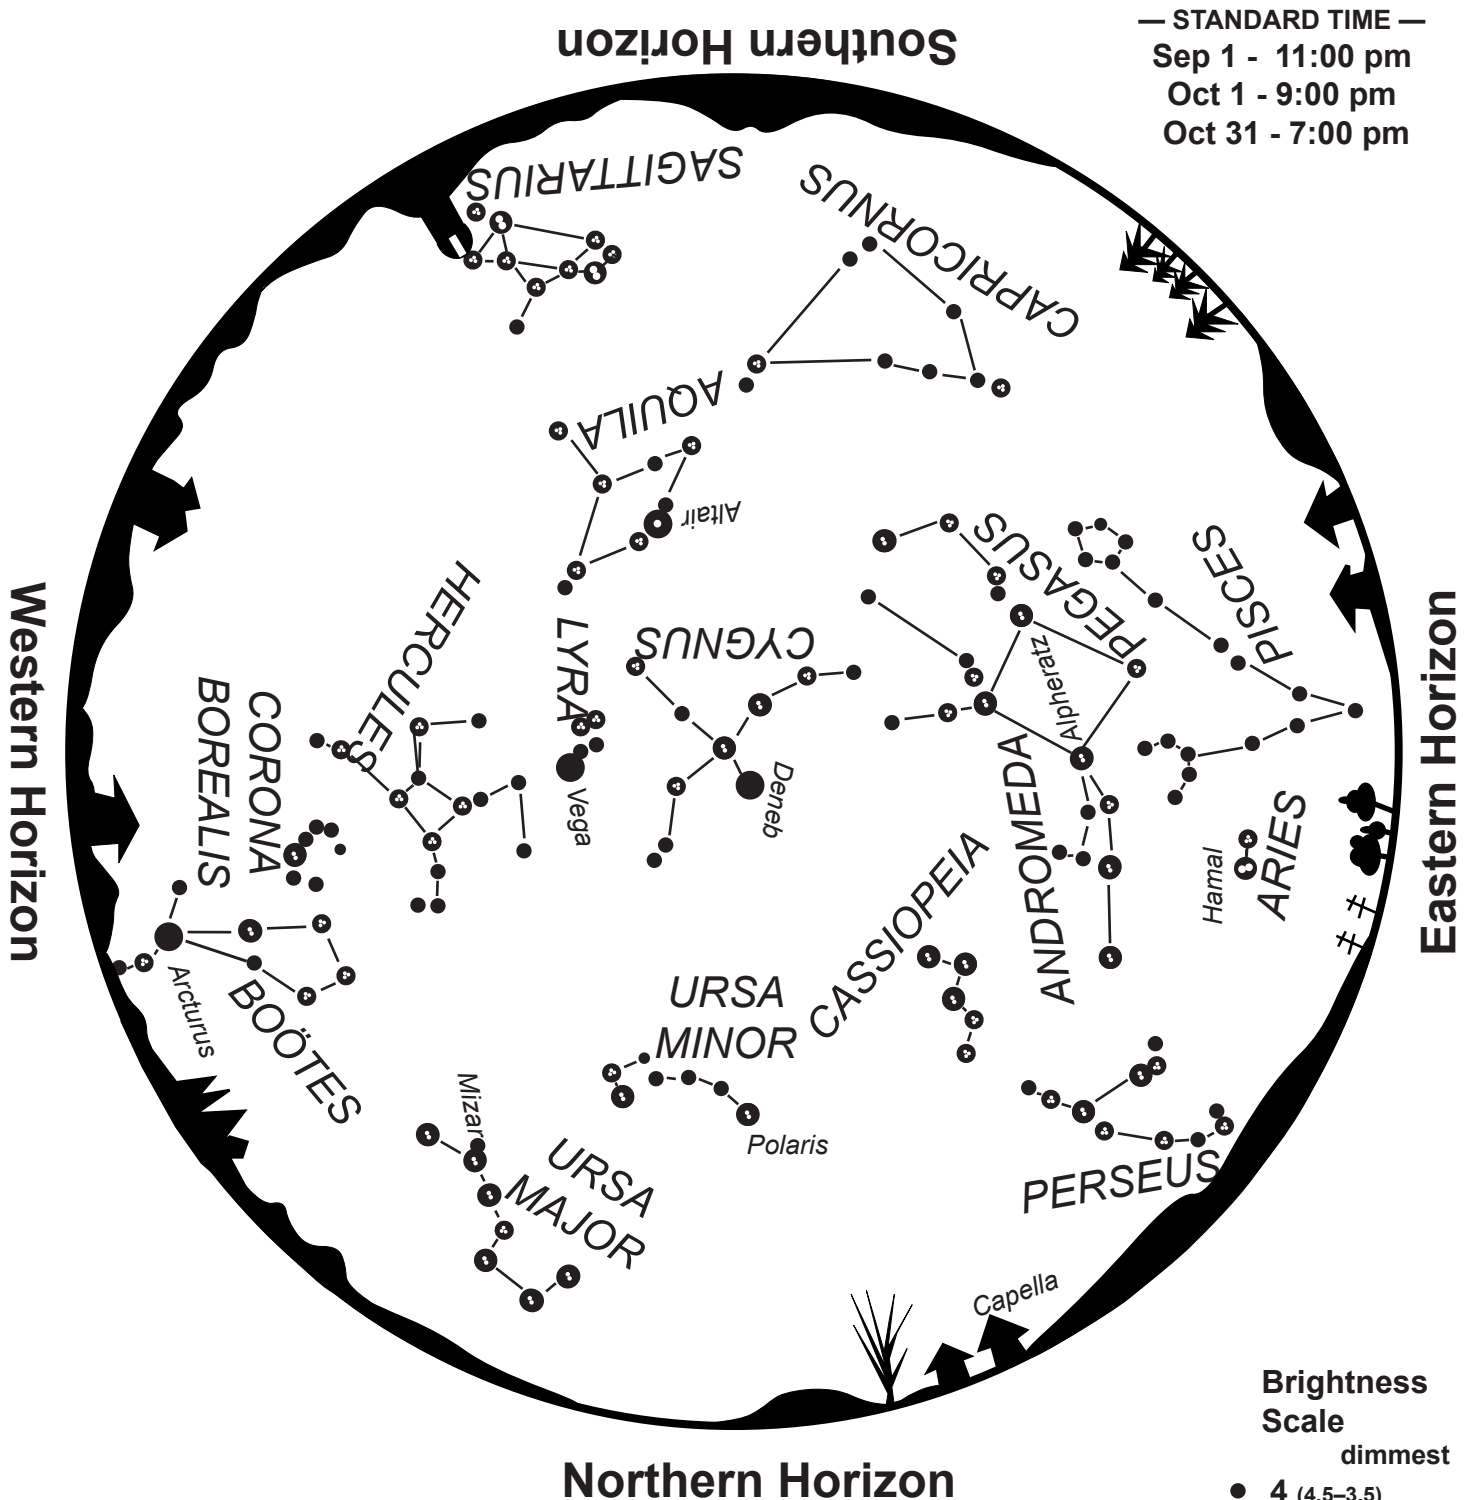 Southern Horizon
— STANDARD TIME —
Sep 1 - 11:00 pm
Oct 1 - 9:00 pm
Oct 31 - 7:00 pm
SAGITTARIUS
CAPRICORNUS
AQUILA
Altair
PEGASUS
PISCES
HERCULES
LYRA
CYGNUS
Alpheratz
Western Horizon
Eastern Horizon
CORONA
BOREALIS
Vega
Deneb
ANDROMEDA
ARIES
Hamal
CASSIOPEIA
Arcturus
BOÖTES
URSA
MINOR
Polaris
Mizar
URSA
MAJOR
PERSEUS
Capella
Northern Horizon
Brightness
Scale
dimmest
4 (4.5–3.5)